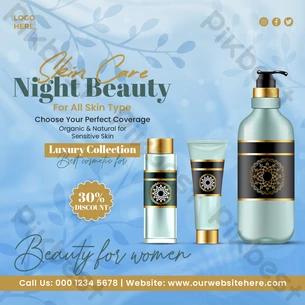 LOGO
HERE
Skin Care
Night Beauty
For All Skin Type
Choose Your Perfect Coverage
Organic & Natural for
Sensitive Skin
Luxury Collection
Best cosmetic for
30%
DISCOUNT
Beauty for women
Call Us: 000 1234 5678 | Website: www.ourwebsitehere.com
pikbest